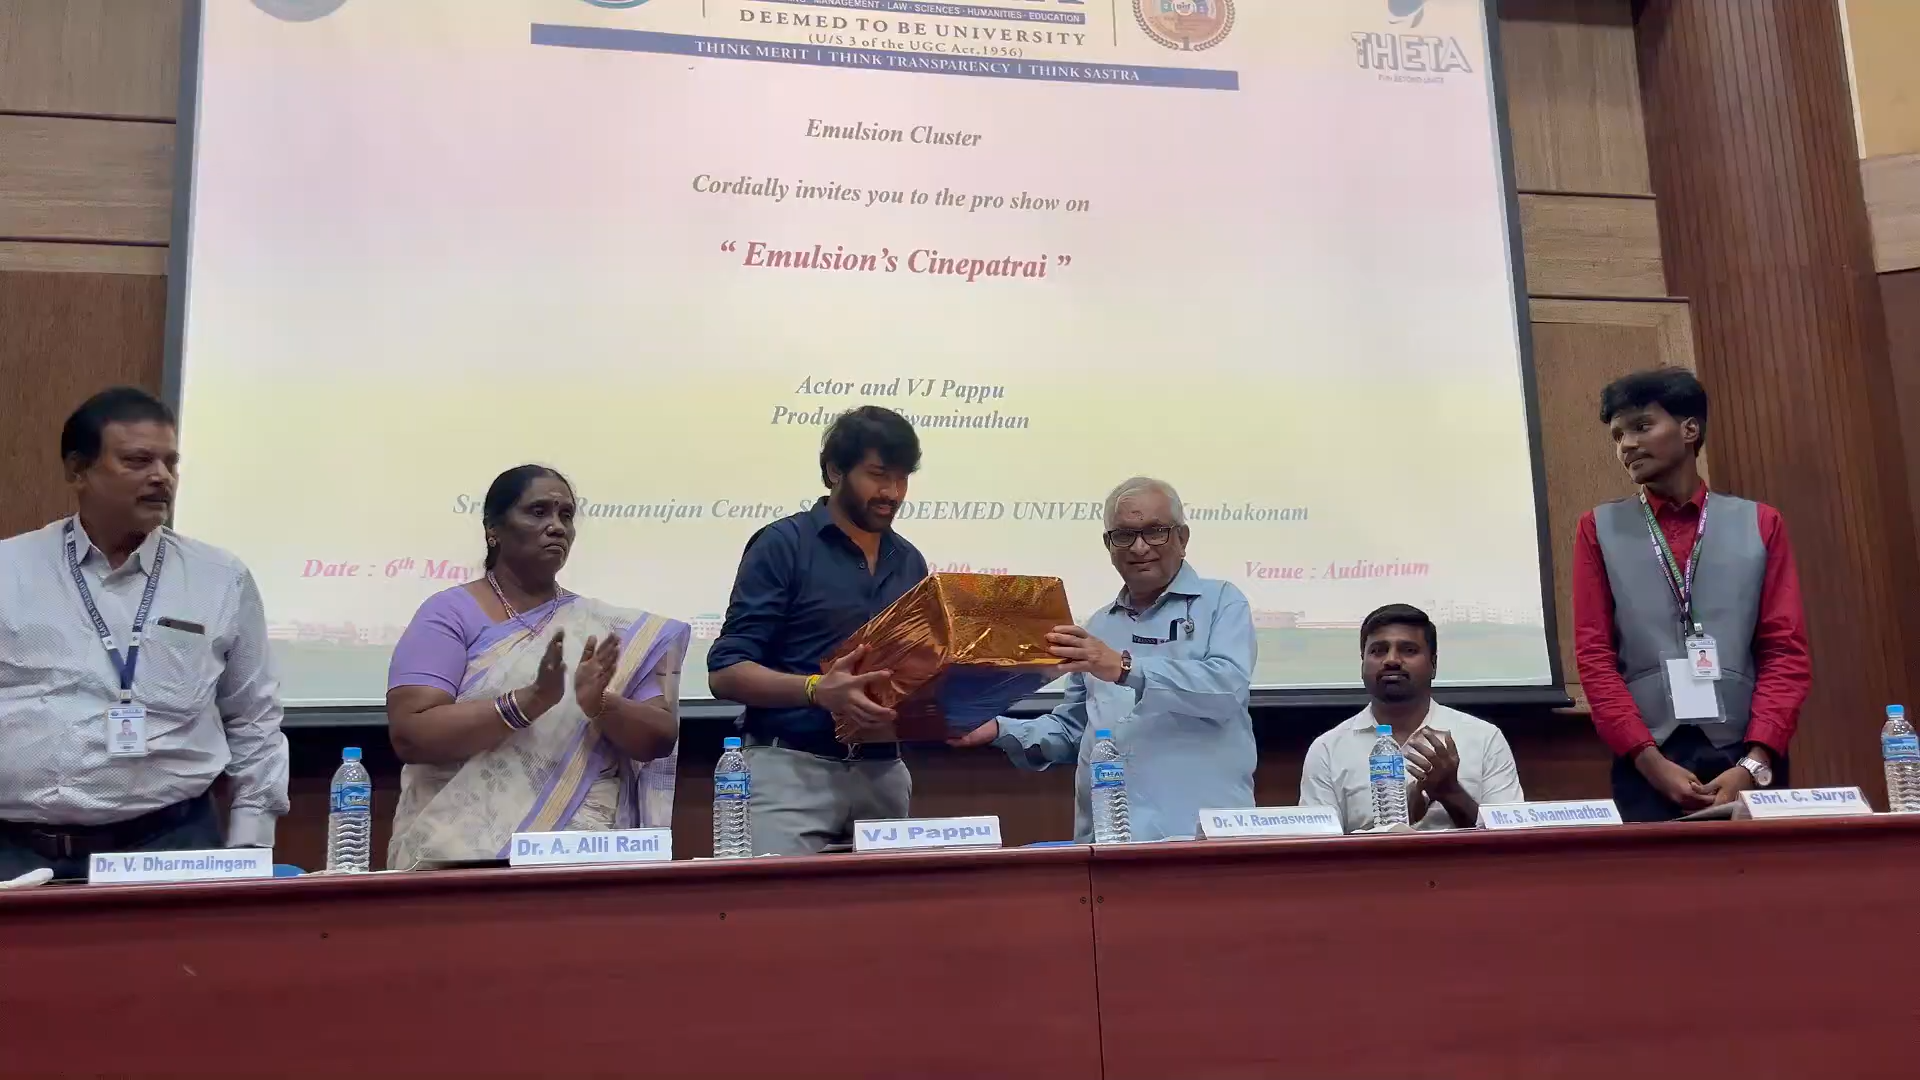 MANAGEMENT · LAW · SCIENCES · HUMANITIES · EDUCATION
DEEMED TO BE UNIVERSITY
(U/S 3 of the UGC Act, 1956)
THINK MERIT | THINK TRANSPARENCY | THINK SASTRA
THETA
Emulsion Cluster
Cordially invites you to the pro show on
“ Emulsion’s Cinepatrai ”
Actor and VJ Pappu
Swaminathan
Ramanujan Centre, DEEMED Kumbakonam
Date : 6th May
Venue : Auditorium
Dr. V. Dharmalingam
Dr. A. Alli Rani
VJ Pappu
Dr. V. Ramaswamy
Mr. S. Swaminathan
Shri. C. Surya
TEAM
TEAM
TEAM